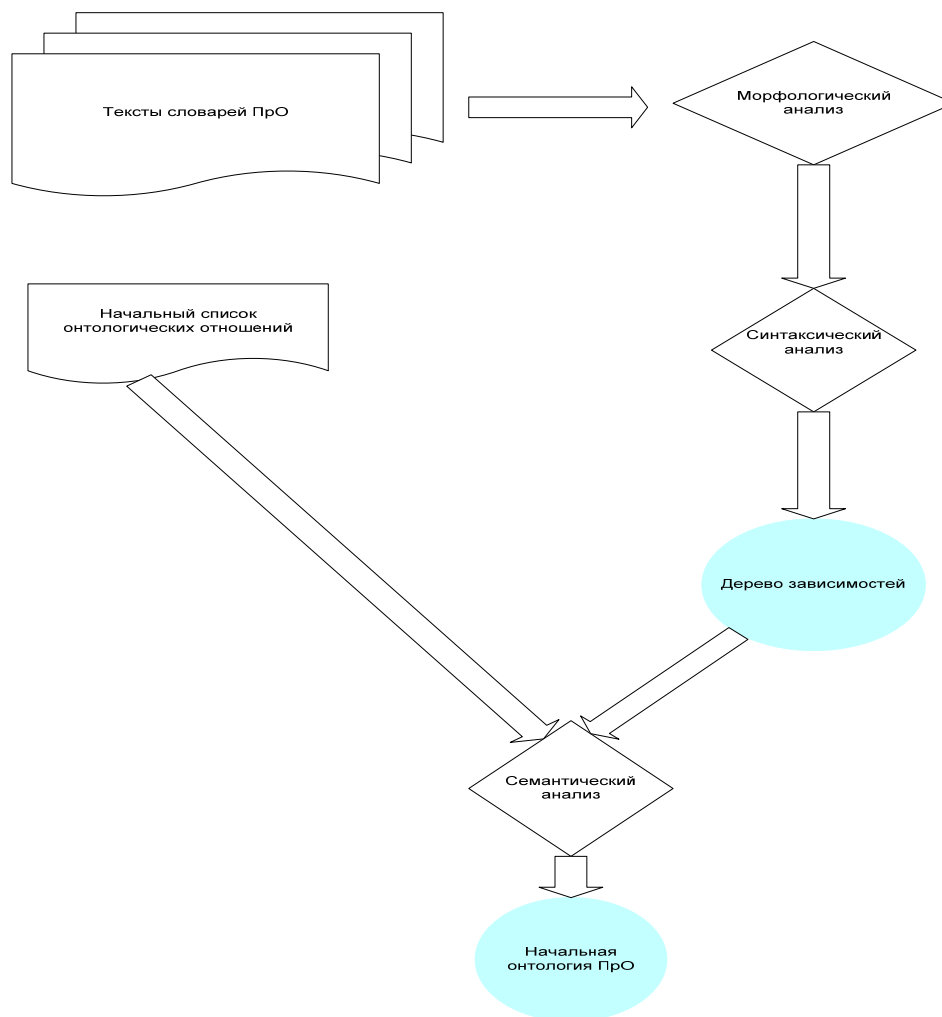 Тексты словарей ПрО
Морфологический
анализ
Начальный список
онтологических отношений
Синтаксический
анализ
Дерево зависимостей
Семантический
анализ
Начальная
онтология ПрО